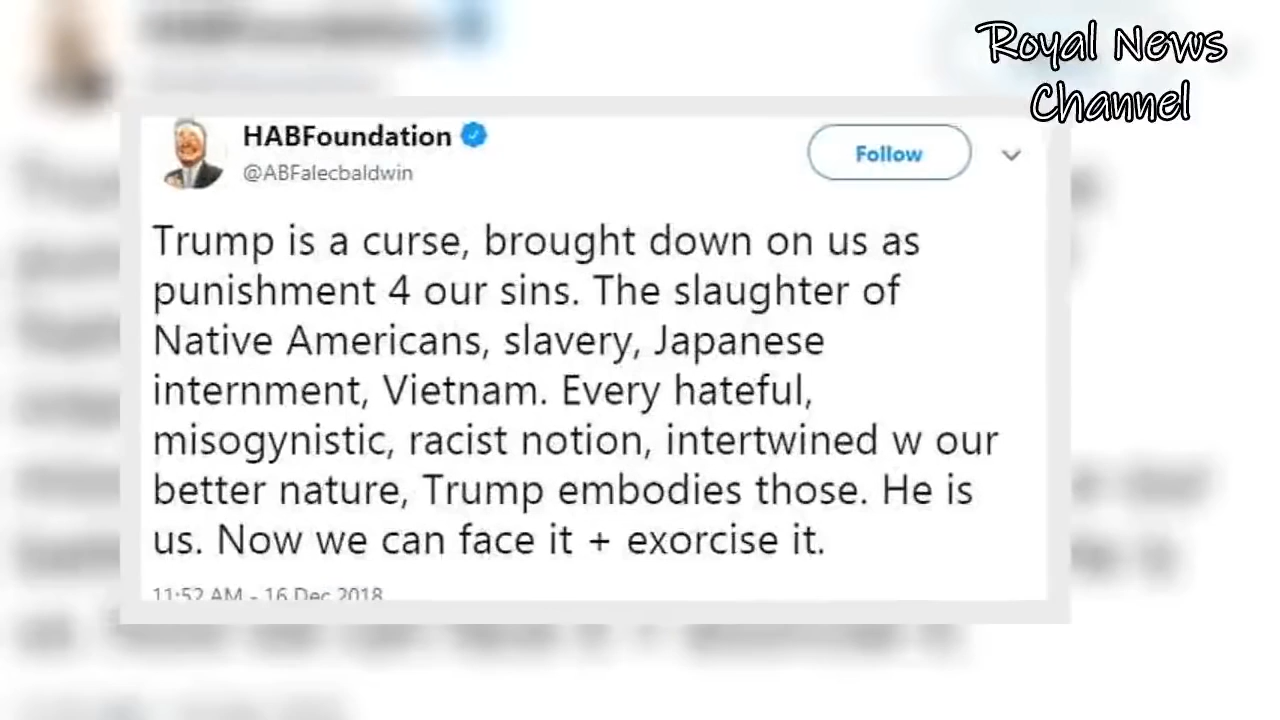 Royal News
Channel
HABFoundation
@ABFalecbaldwin
Follow
Trump is a curse, brought down on us as
punishment 4 our sins. The slaughter of
Native Americans, slavery, Japanese
internment, Vietnam. Every hateful,
misogynistic, racist notion, intertwined w our
better nature, Trump embodies those. He is
us. Now we can face it + exorcise it.
11:52 AM - 16 Dec 2018